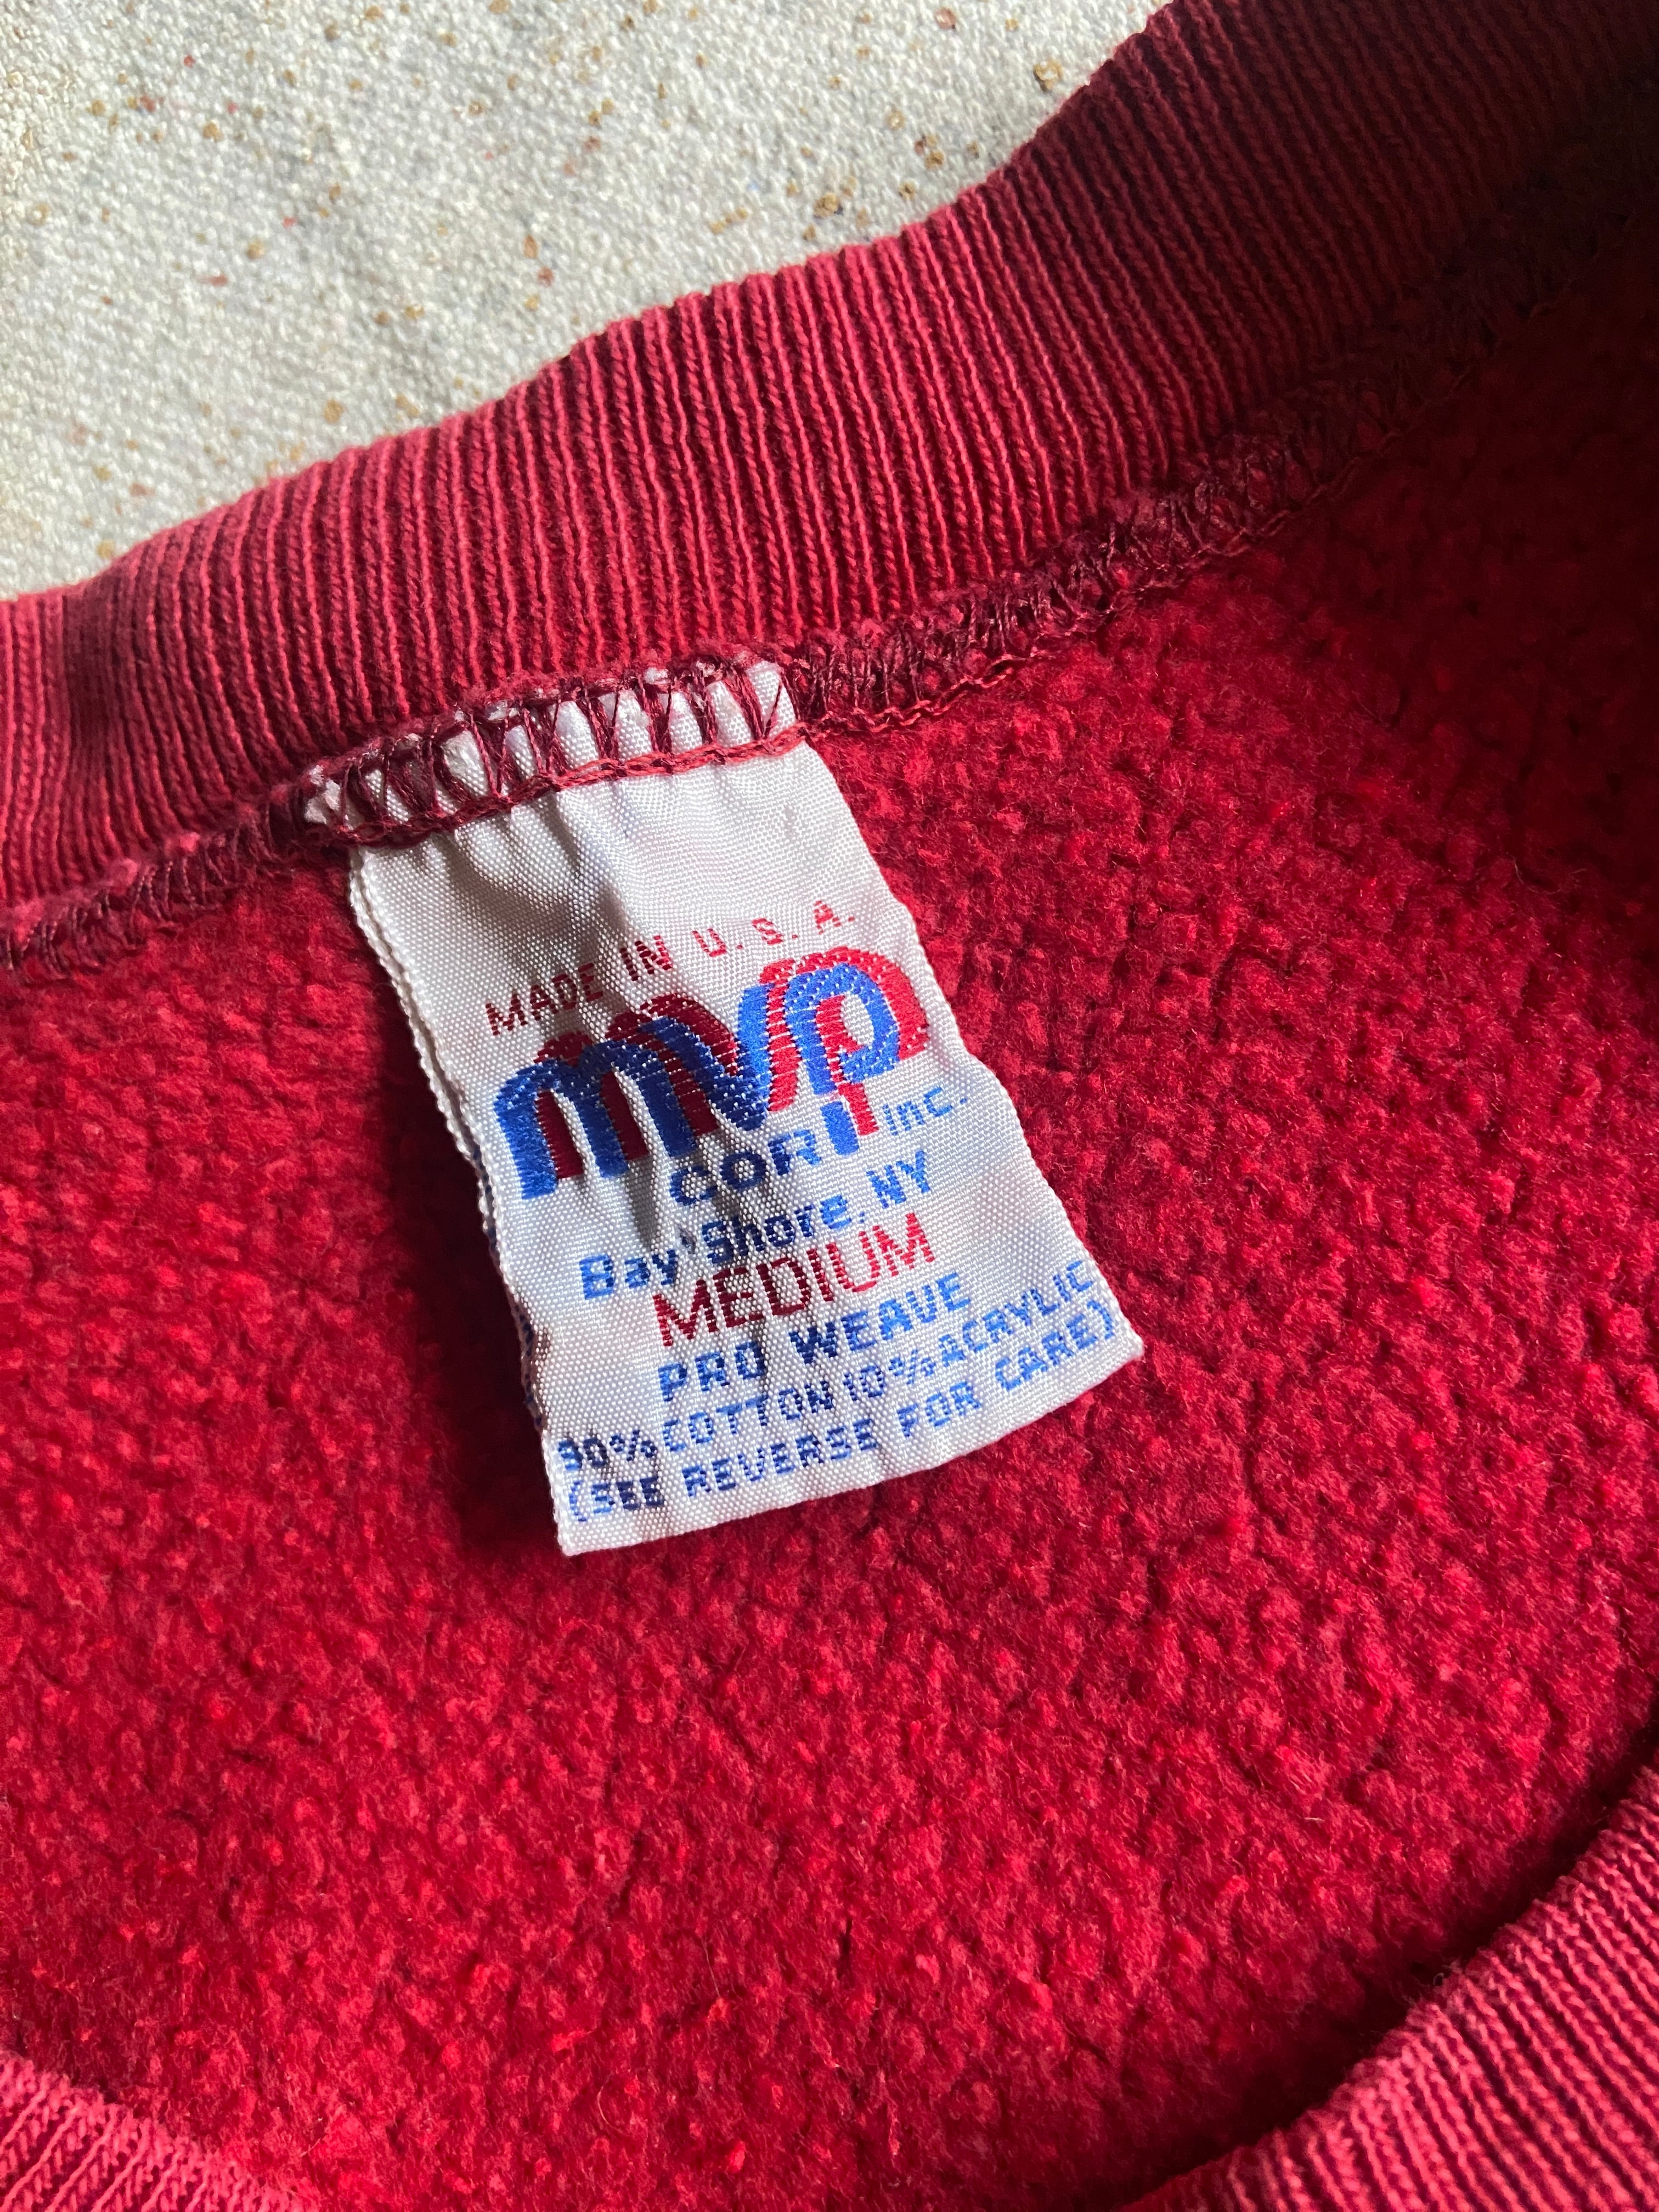 MADE IN U.S.A.
mvp
CORP inc.
Bay Shore, NY
MEDIUM
PRO WEAVE
90% COTTON 10% ACRYLIC
(SEE REVERSE FOR CARE)